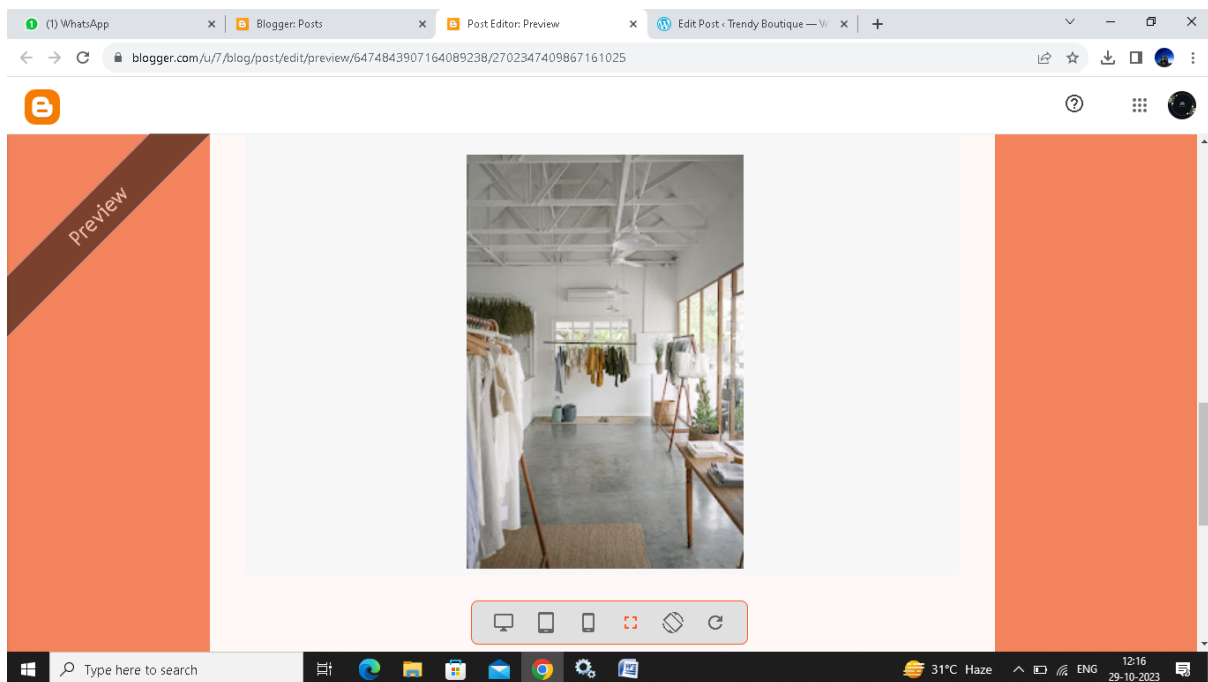 (1) WhatsApp
Blogger: Posts
Post Editor: Preview
Edit Post ‹ Trendy Boutique — W
blogger.com/u/7/blog/post/edit/preview/6474843907164089238/2702347409867161025
Preview
Type here to search
31°C Haze
ENG
12:16
29-10-2023